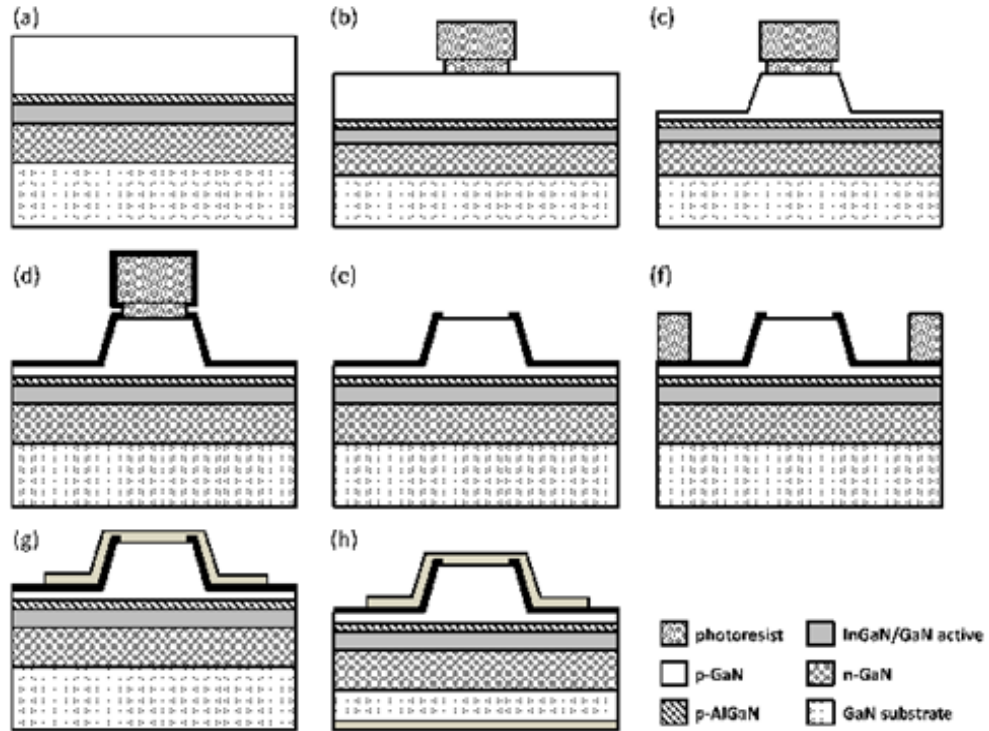 (a)
(b)
(c)
(d)
(e)
(f)
(g)
(h)
photoresist
InGaN/GaN active
p-GaN
n-GaN
p-AlGaN
GaN substrate